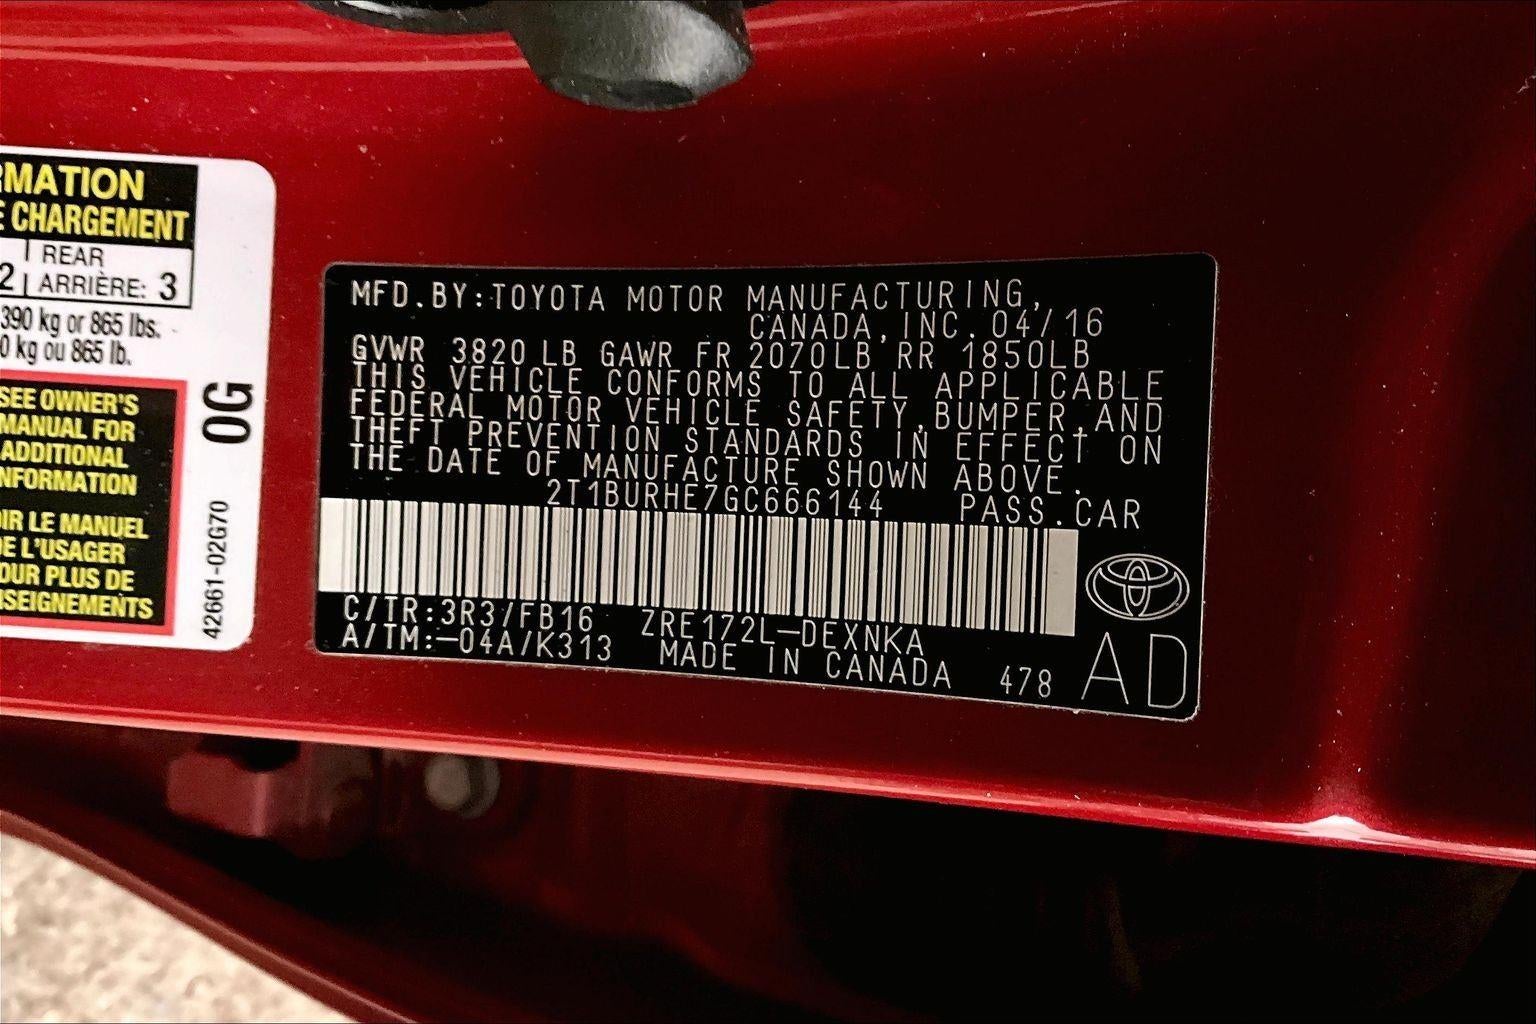 RMATION
E CHARGEMENT
2 | REAR
ARRIÈRE: 3
390 kg or 865 lbs.
0 kg ou 865 lb.
SEE OWNER'S
MANUAL FOR
ADDITIONAL
NFORMATION
OIR LE MANUEL
DE L'USAGER
OUR PLUS DE
NSEIGNEMENTS
0G
42661-02G70
MFD.BY:TOYOTA MOTOR MANUFACTURING,
CANADA,INC.04/16
GVWR 3820LB GAWR FR 2070LB RR 1850LB
THIS VEHICLE CONFORMS TO ALL APPLICABLE
FEDERAL MOTOR VEHICLE SAFETY,BUMPER,AND
THEFT PREVENTION STANDARDS IN EFFECT ON
THE DATE OF MANUFACTURE SHOWN ABOVE.
2T1BURHE7GC666144 PASS.CAR
C/TR:3R3/FB16 ZRE172L-DEXNKA
A/TM:-04A/K313 MADE IN CANADA 478
AD